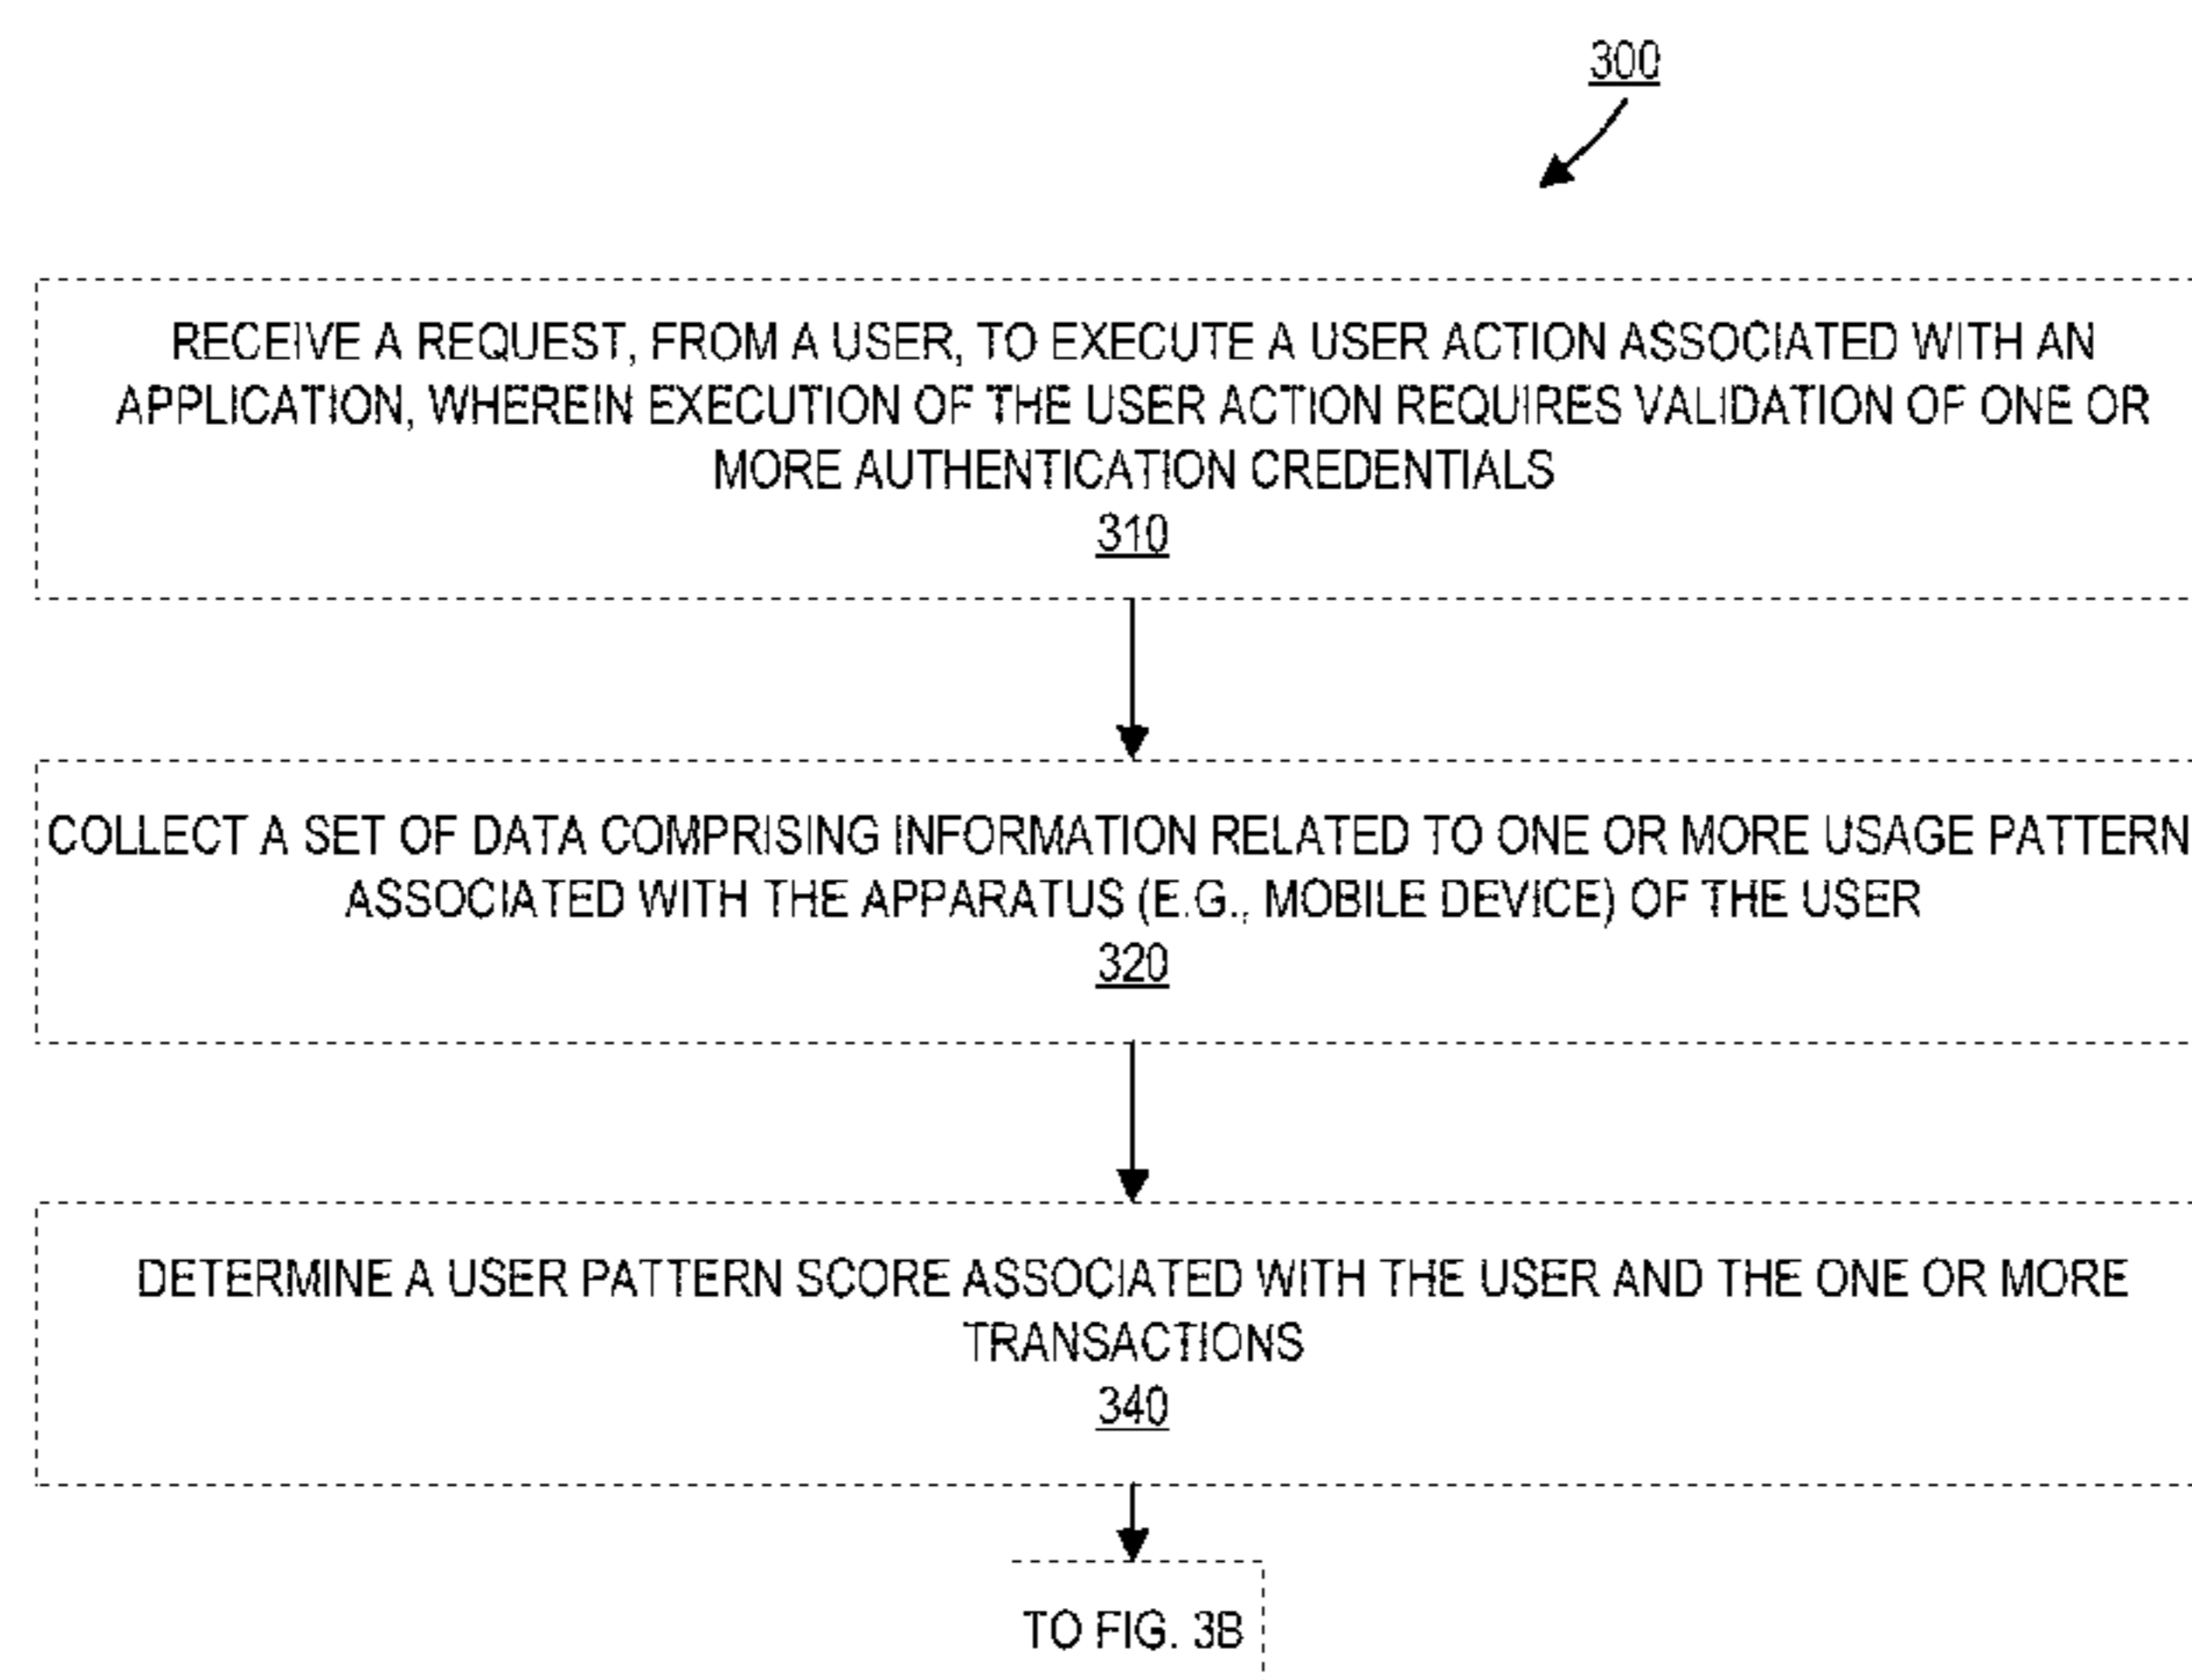 300
RECEIVE A REQUEST, FROM A USER, TO EXECUTE A USER ACTION ASSOCIATED WITH AN
APPLICATION, WHEREIN EXECUTION OF THE USER ACTION REQUIRES VALIDATION OF ONE OR
MORE AUTHENTICATION CREDENTIALS
310
COLLECT A SET OF DATA COMPRISING INFORMATION RELATED TO ONE OR MORE USAGE PATTERN
ASSOCIATED WITH THE APPARATUS (E.G., MOBILE DEVICE) OF THE USER
320
DETERMINE A USER PATTERN SCORE ASSOCIATED WITH THE USER AND THE ONE OR MORE
TRANSACTIONS
340
TO FIG. 3B